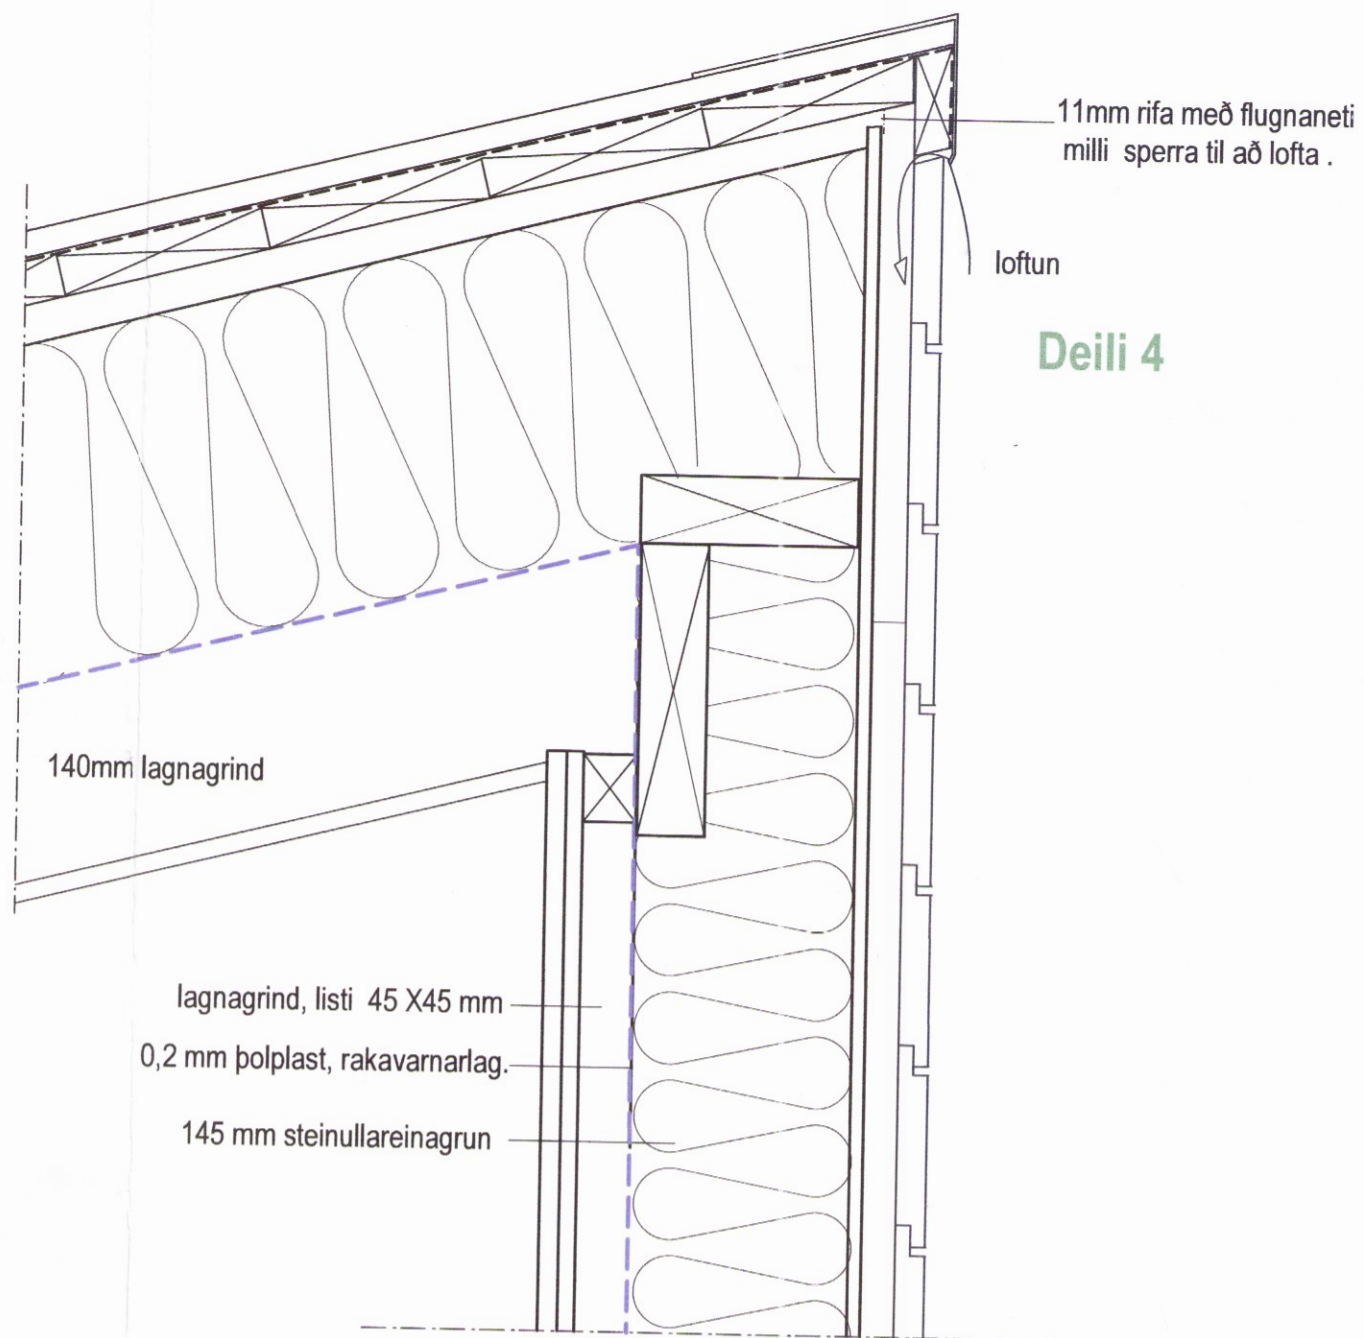 11mm rifa með flugnaneti
milli sperra til að lofta .
loftun
Deili 4
140mm lagnagrind
lagnagrind, listi 45 X45 mm
0,2 mm þolplast, rakavarnarlag.
145 mm steinullareinagrun